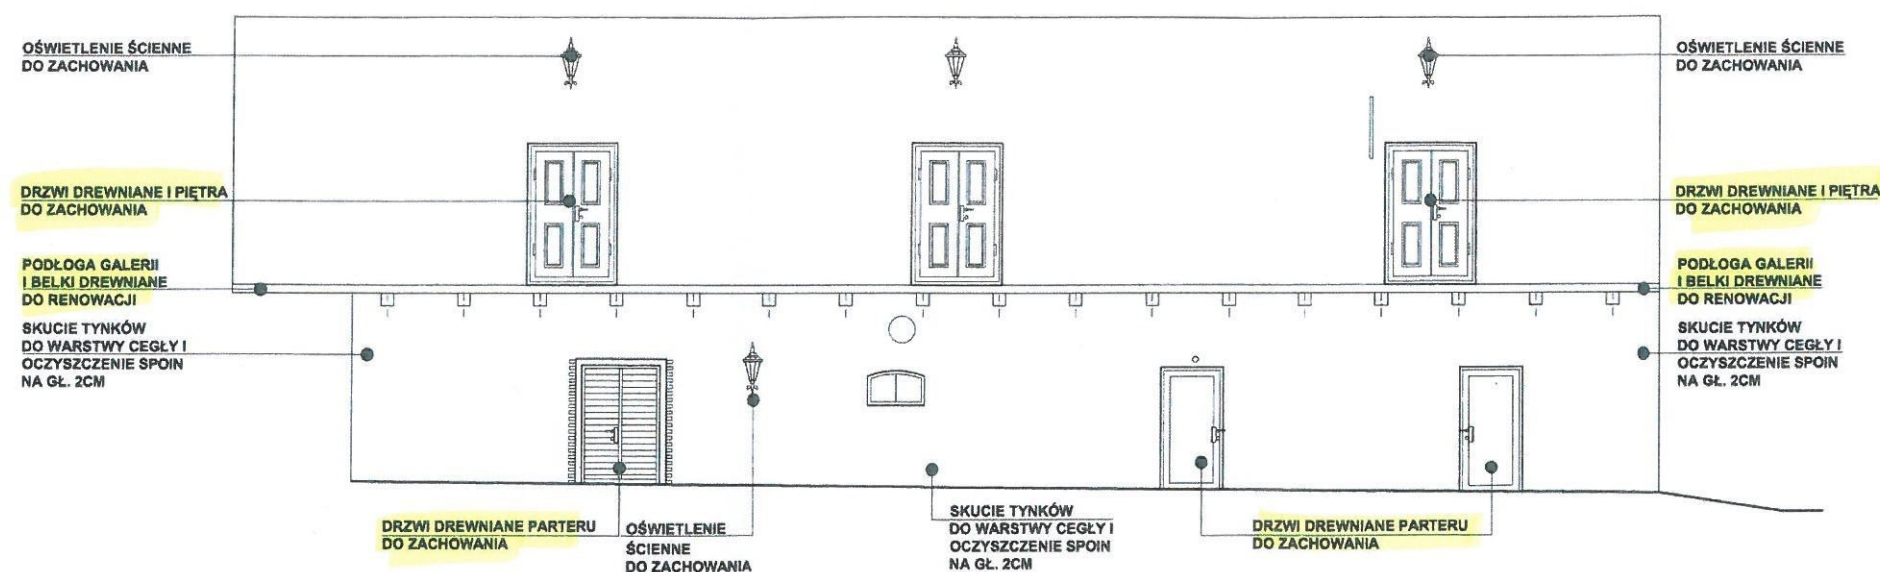 OŚWIETLENIE ŚCIENNE
DO ZACHOWANIA
OŚWIETLENIE ŚCIENNE
DO ZACHOWANIA
DRZWI DREWNIANE I PIĘTRA
DO ZACHOWANIA
DRZWI DREWNIANE I PIĘTRA
DO ZACHOWANIA
PODŁOGA GALERII
I BELKI DREWNIANE
DO RENOWACJI
PODŁOGA GALERII
I BELKI DREWNIANE
DO RENOWACJI
SKUCIE TYNKÓW
DO WARSTWY CEGŁY I
OCZYSZCZENIE SPOIN
NA GŁ. 2CM
SKUCIE TYNKÓW
DO WARSTWY CEGŁY I
OCZYSZCZENIE SPOIN
NA GŁ. 2CM
DRZWI DREWNIANE PARTERU
DO ZACHOWANIA
OŚWIETLENIE
ŚCIENNE
DO ZACHOWANIA
SKUCIE TYNKÓW
DO WARSTWY CEGŁY I
OCZYSZCZENIE SPOIN
NA GŁ. 2CM
DRZWI DREWNIANE PARTERU
DO ZACHOWANIA